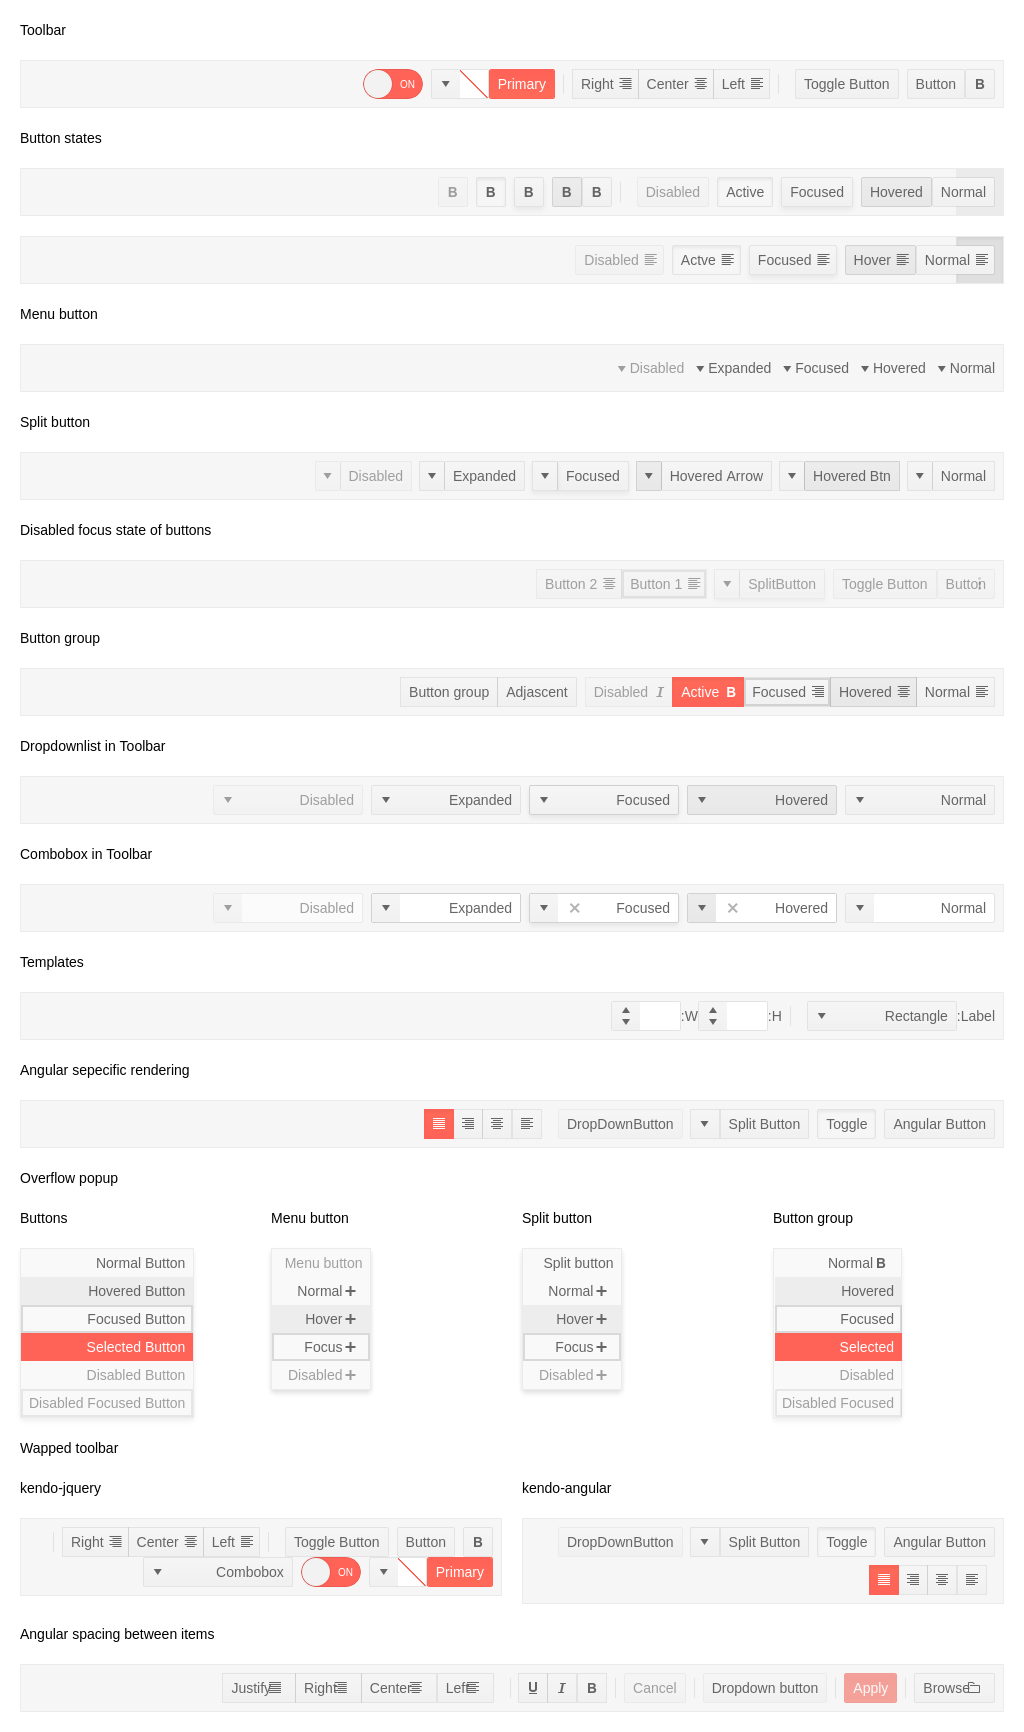 Toolbar
ON Primary Right Center Left Toggle Button Button B
Button states
B B B B B Disabled Active Focused Hovered Normal
Disabled Actve Focused Hover Normal
Menu button
Disabled Expanded Focused Hovered Normal
Split button
Disabled Expanded Focused Hovered Arrow Hovered Btn Normal
Disabled focus state of buttons
Button 2 Button 1 SplitButton Toggle Button Button
Button group
Button group Adjascent Disabled I Active B Focused Hovered Normal
Dropdownlist in Toolbar
Disabled Expanded Focused Hovered Normal
Combobox in Toolbar
Disabled Expanded Focused Hovered Normal
Templates
:W :H Rectangle :Label
Angular sepecific rendering
DropDownButton Split Button Toggle Angular Button
Overflow popup
Buttons Menu button Split button Button group
Normal Button Menu button Split button Normal B
Hovered Button Normal Normal Hovered
Focused Button Hover Hover Focused
Selected Button Focus Focus Selected
Disabled Button Disabled Disabled Disabled
Disabled Focused Button Disabled Focused
Wapped toolbar
kendo-jquery kendo-angular
Right Center Left Toggle Button Button B DropDownButton Split Button Toggle Angular Button
Combobox ON Primary
Angular spacing between items
Justify Right Center Left U I B Cancel Dropdown button Apply Browse